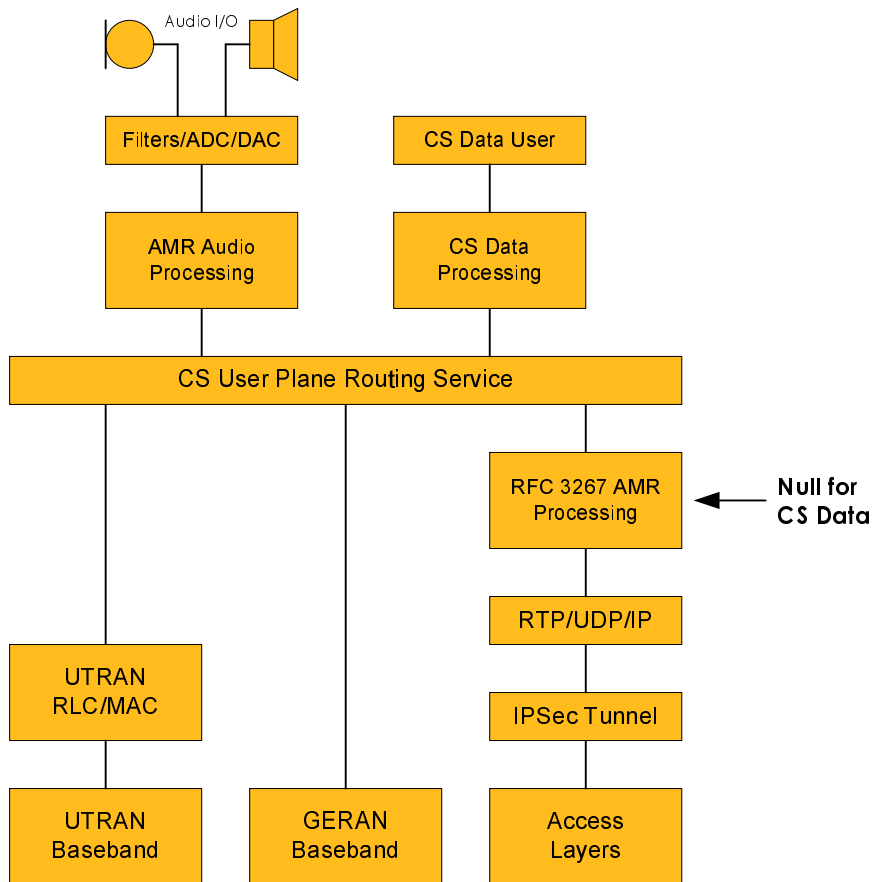 Audio I/O
Filters/ADC/DAC
CS Data User
AMR Audio
Processing
CS Data
Processing
CS User Plane Routing Service
RFC 3267 AMR
Processing
Null for
CS Data
RTP/UDP/IP
UTRAN
RLC/MAC
IPSec Tunnel
UTRAN
Baseband
GERAN
Baseband
Access
Layers